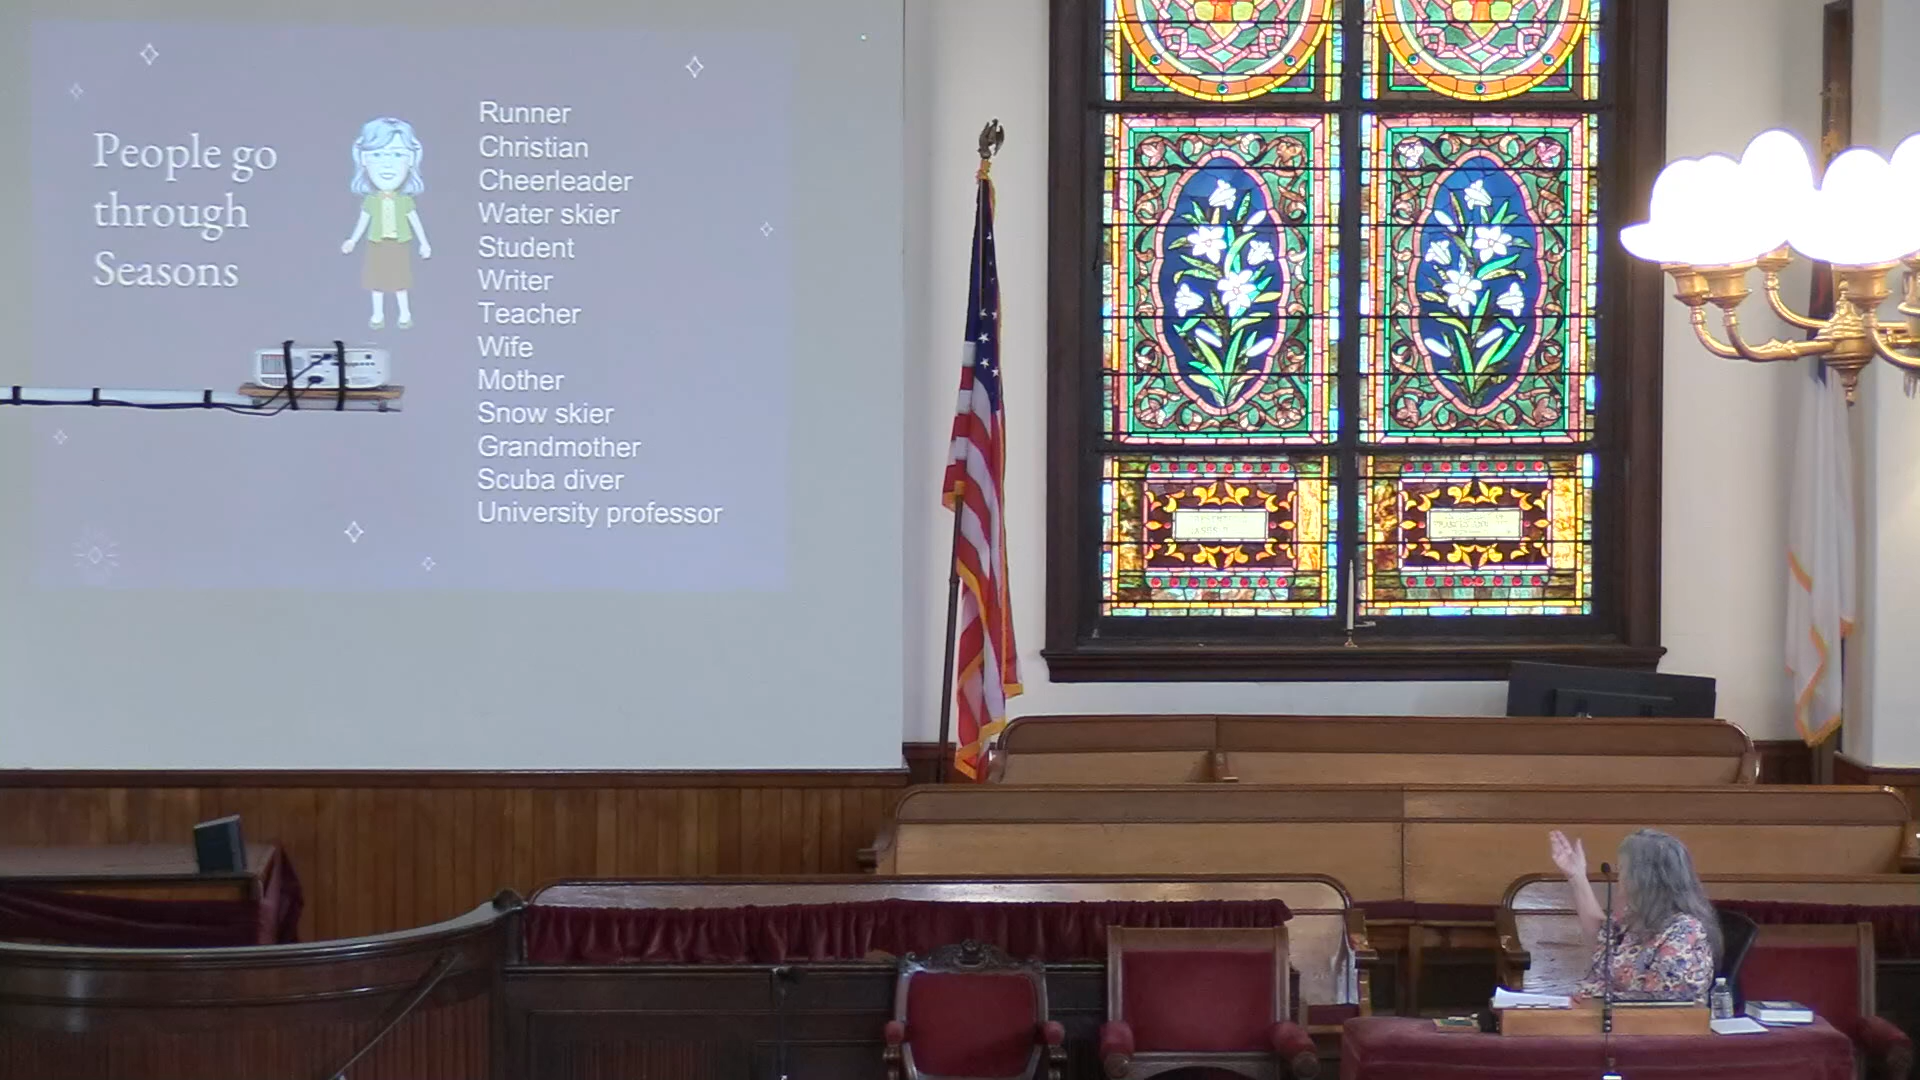 People go
through
Seasons
Runner
Christian
Cheerleader
Water skier
Student
Writer
Teacher
Wife
Mother
Snow skier
Grandmother
Scuba diver
University professor